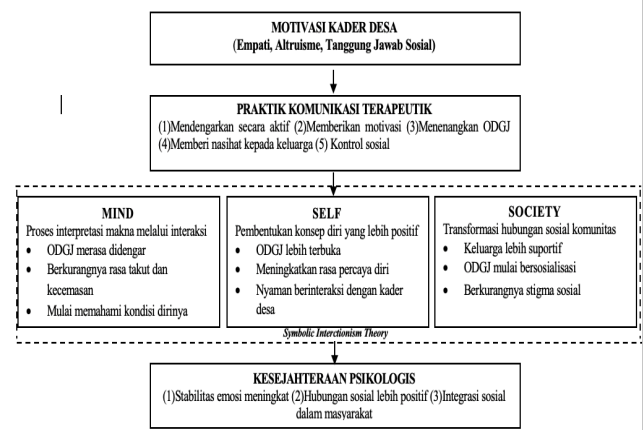 MOTIVASI KADER DESA
(Empati, Altruisme, Tanggung Jawab Sosial)
PRAKTIK KOMUNIKASI TERAPEUTIK
(1)Mendengarkan secara aktif (2)Memberikan motivasi (3)Menenangkan ODGJ
(4)Memberi nasihat kepada keluarga (5) Kontrol sosial
MIND
Proses interpretasi makna melalui interaksi
• ODGJ merasa didengar
• Berkurangnya rasa takut dan
kecemasan
• Mulai memahami kondisi dirinya
SELF
Pembentukan konsep diri yang lebih positif
• ODGJ lebih terbuka
• Meningkatkan rasa percaya diri
• Nyaman berinteraksi dengan kader
desa
SOCIETY
Transformasi hubungan sosial komunitas
• Keluarga lebih suportif
• ODGJ mulai bersosialisasi
• Berkurangnya stigma sosial
Symbolic Interctionism Theory
KESEJAHTERAAN PSIKOLOGIS
(1)Stabilitas emosi meningkat (2)Hubungan sosial lebih positif (3)Integrasi sosial
dalam masyarakat